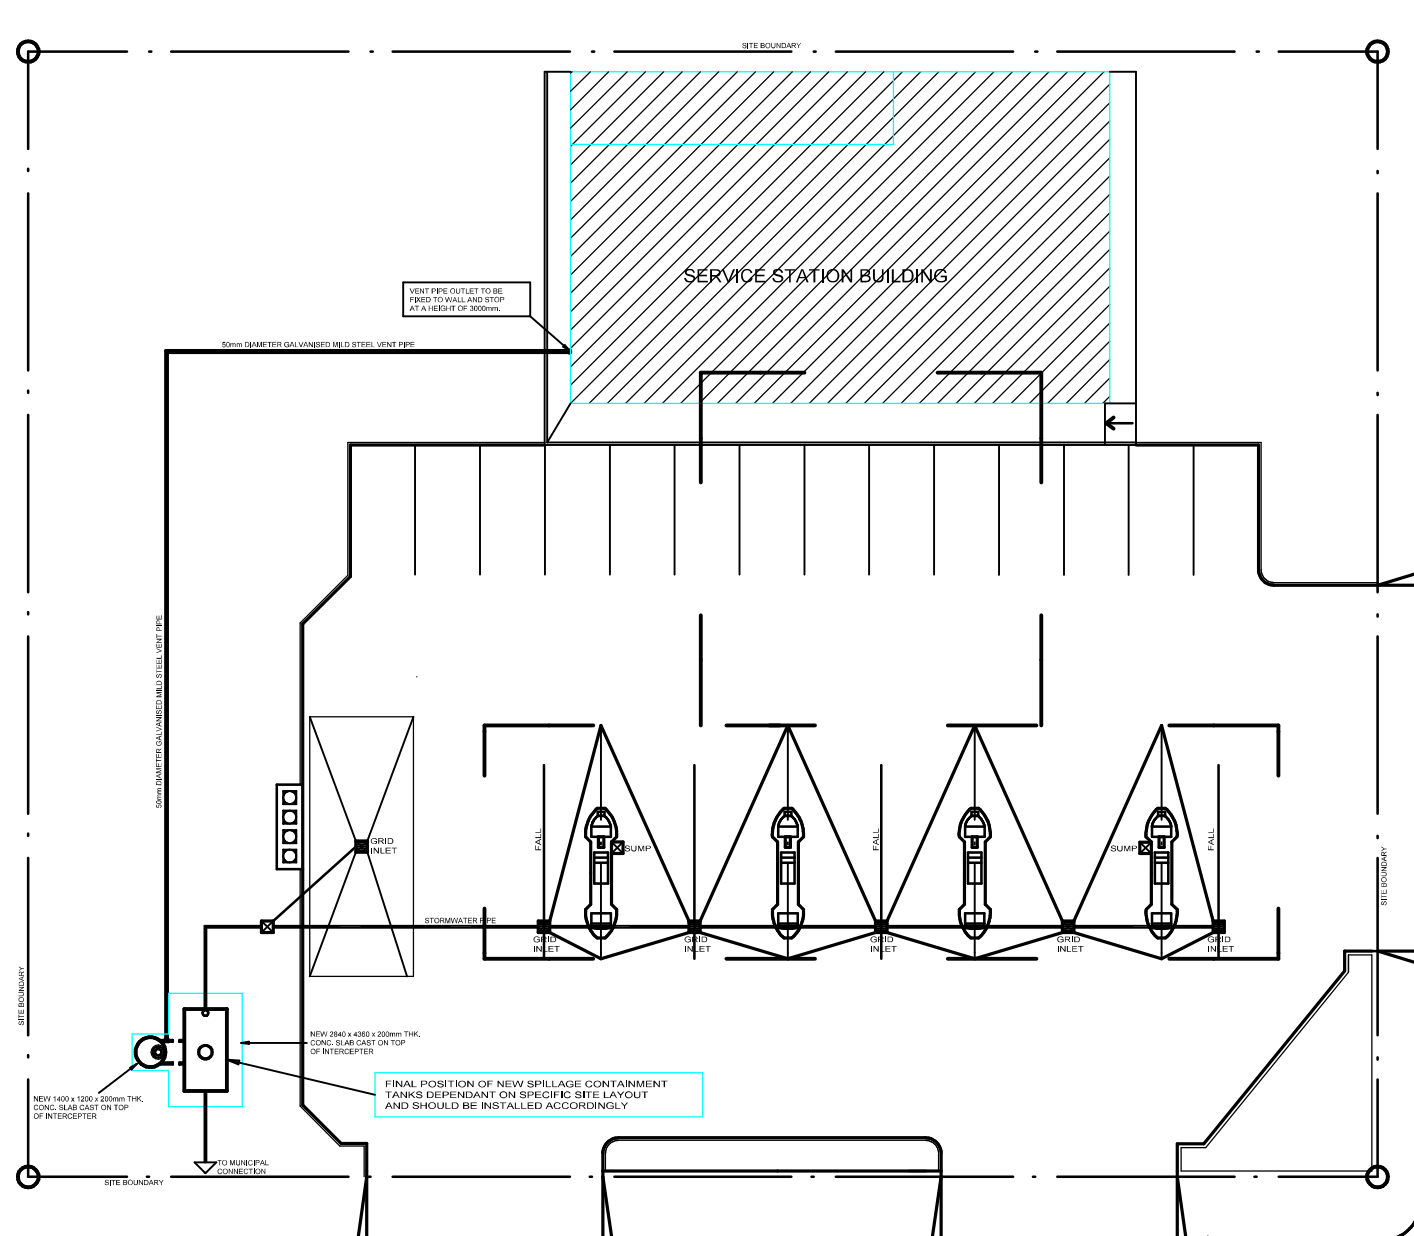 SITE BOUNDARY
SERVICE STATION BUILDING
VENT PIPE OUTLET TO BE
FIXED TO WALL AND STOP
AT A HEIGHT OF 3000mm.
50mm DIAMETER GALVANISED MILD STEEL VENT PIPE
50mm DIAMETER GALVANISED MILD STEEL VENT PIPE
GRID
INLET
FALL
SUMP
FALL
SUMP
FALL
SITE BOUNDARY
STORMWATER PIPE
GRID
INLET
GRID
INLET
GRID
INLET
GRID
INLET
GRID
INLET
SITE BOUNDARY
NEW 2840 x 4360 x 200mm THK.
CONC. SLAB CAST ON TOP
OF INTERCEPTER
FINAL POSITION OF NEW SPILLAGE CONTAINMENT
TANKS DEPENDANT ON SPECIFIC SITE LAYOUT
AND SHOULD BE INSTALLED ACCORDINGLY
NEW 1400 x 1200 x 200mm THK.
CONC. SLAB CAST ON TOP
OF INTERCEPTER
TO MUNICIPAL
CONNECTION
SITE BOUNDARY